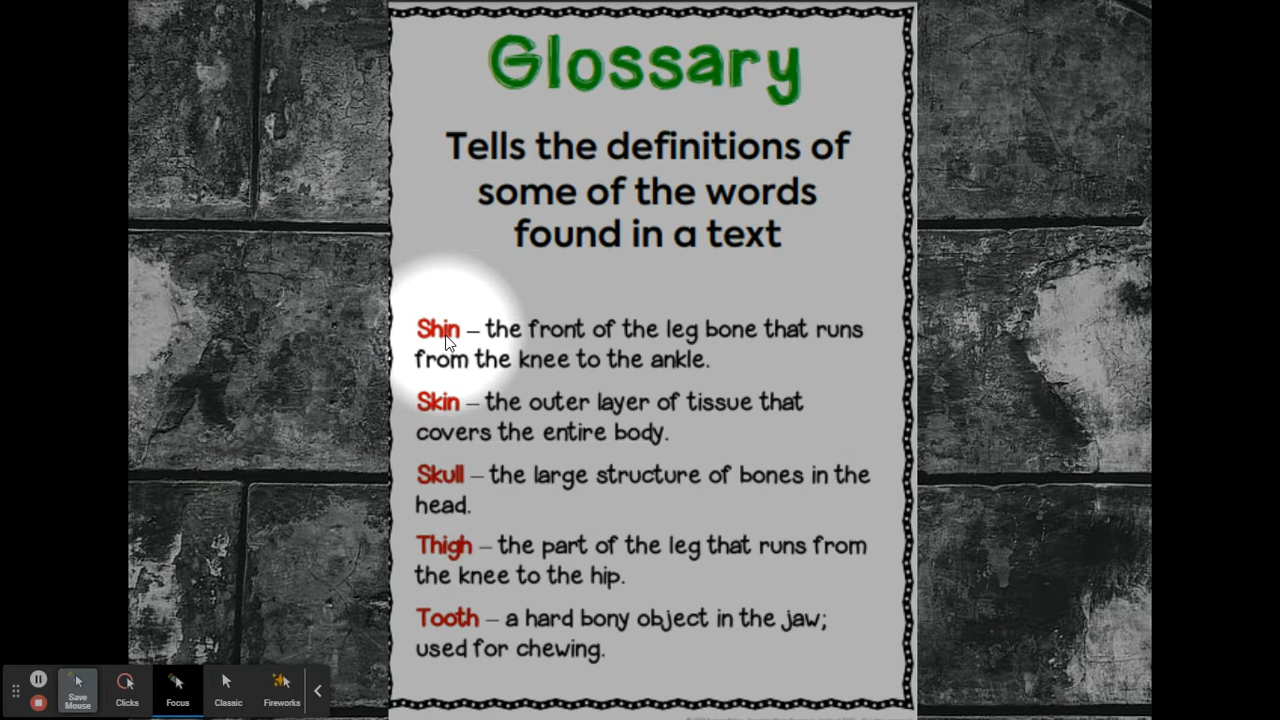 Glossary
Tells the definitions of
some of the words
found in a text
Shin – the front of the leg bone that runs
from the knee to the ankle.
Skin – the outer layer of tissue that
covers the entire body.
Skull – the large structure of bones in the
head.
Thigh – the part of the leg that runs from
the knee to the hip.
Tooth – a hard bony object in the jaw;
used for chewing.
Save
Mouse
Clicks
Focus
Classic
Fireworks